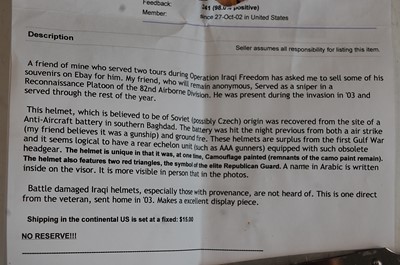 Feedback: 241 (98.0% positive)
Member: Since 27-Oct-02 in United States
Description
Seller assumes all responsibility for listing this item.
A friend of mine who served two tours during Operation Iraqi Freedom has asked me to sell some of his
souvenirs on Ebay for him. My friend, who will remain anonymous, Served as a sniper in a
Reconnaissance Platoon of the 82nd Airborne Division. He was present during the invasion in '03 and
served through the rest of the year.
This helmet, which is believed to be of Soviet (possibly Czech) origin was recovered from the site of a
Anti-Aircraft battery in southern Baghdad. The battery was hit the night previous from both a air strike
(my friend believes it was a gunship) and ground fire. These helmets are surplus from the first Gulf War
and it seems logical to have a rear echelon unit (such as AAA gunners) equipped with such obsolete
headgear. The helmet is unique in that it was, at one time, Camouflage painted (remnants of the camo paint remain).
The helmet also features two red triangles, the symbol of the elite Republican Guard. A name in Arabic is written
inside on the visor. It is more visible in person that in the photos.
Battle damaged Iraqi helmets, especially those with provenance, are not heard of. This is one direct
from the veteran, sent home in '03. Makes a excellent display piece.
Shipping in the continental US is set at a fixed: $15.00
NO RESERVE!!!